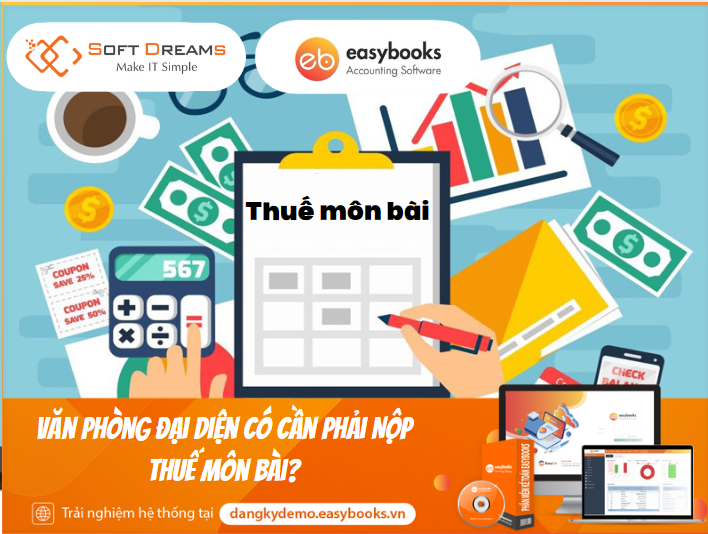 SOFT DREAMS
Make IT Simple
eb
easybooks
Accounting Software
Thuế môn bài
567
COUPON
SAVE 25%
COUPON
SAVE 50%
CHECK
VĂN PHÒNG ĐẠI DIỆN CÓ CẦN PHẢI NỘP
THUẾ MÔN BÀI?
easybooks
PHẦN MỀM KẾ TOÁN EASYBOOKS
Trải nghiệm hệ thống tại dangkydemo.easybooks.vn